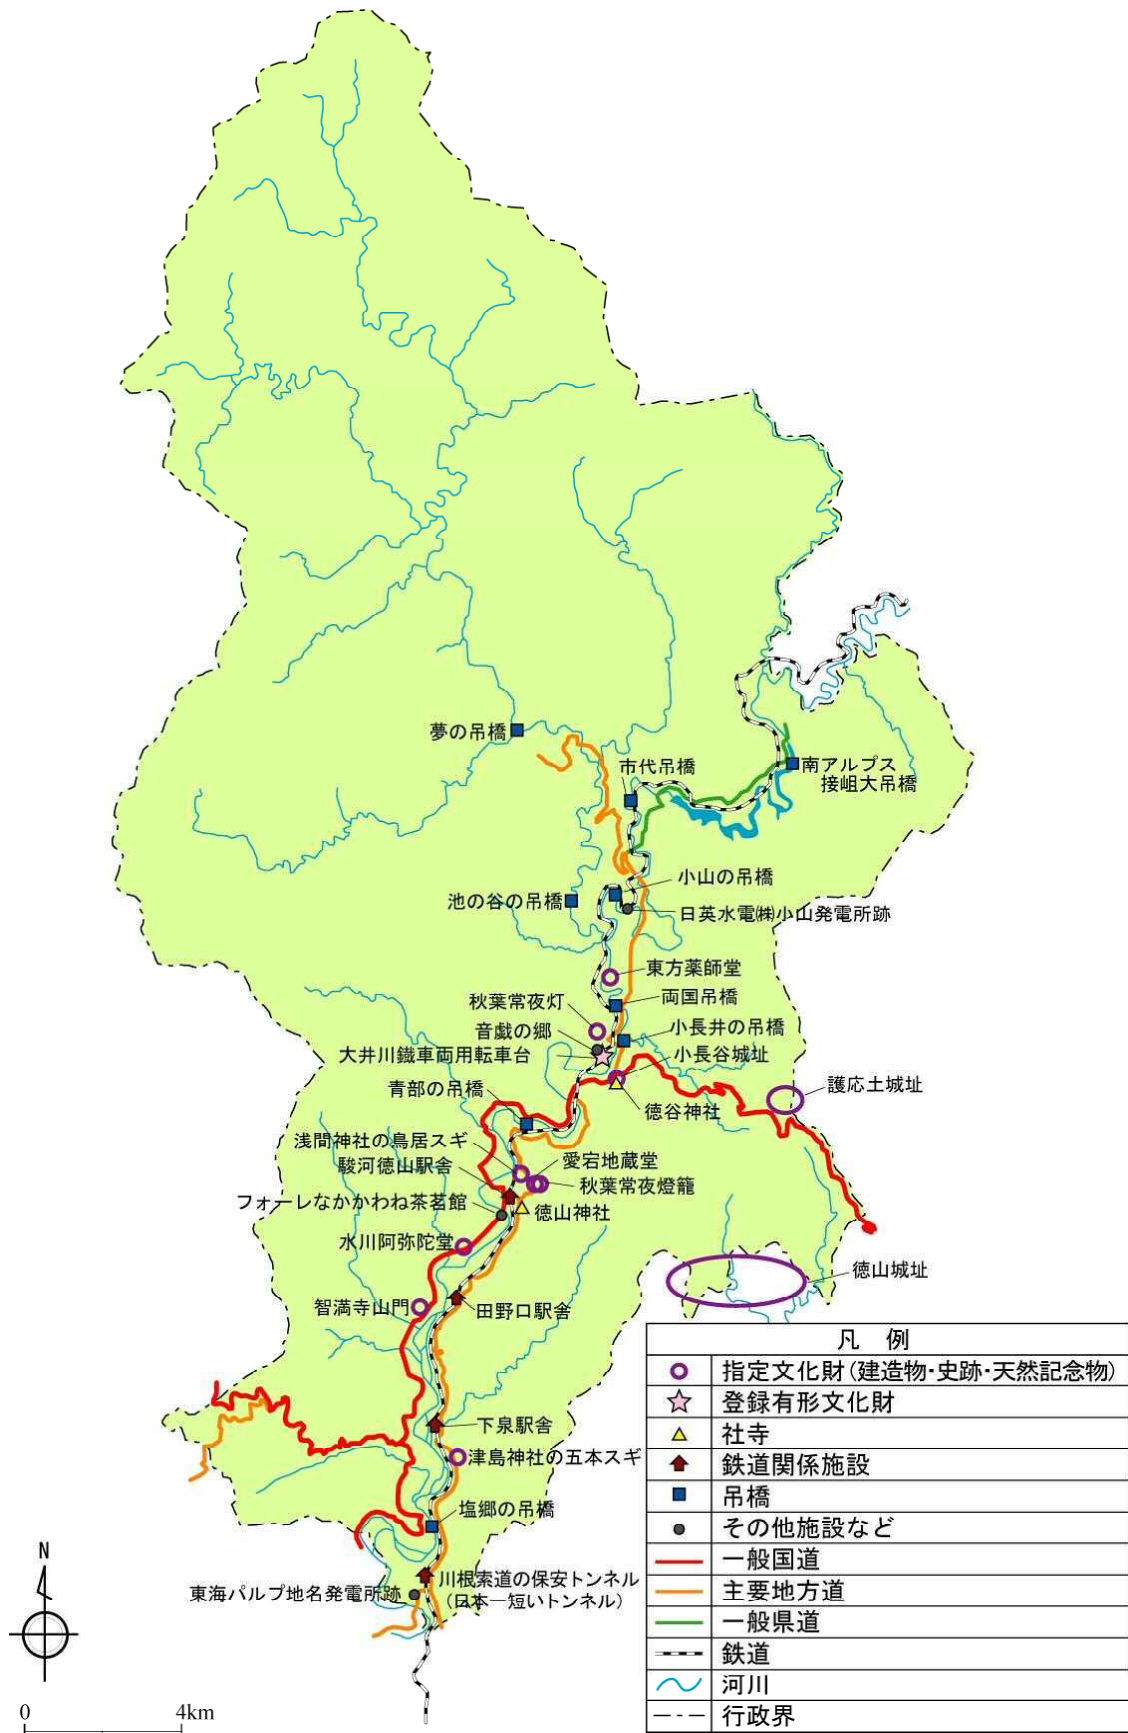 夢の吊橋
市代吊橋
南アルプス
接岨大吊橋
小山の吊橋
池の谷の吊橋
日英水電㈱小山発電所跡
東方薬師堂
秋葉常夜灯
両国吊橋
音戯の郷
小長井の吊橋
大井川鐵車両用転車台
小長谷城址
護応土城址
青部の吊橋
徳谷神社
浅間神社の鳥居スギ
愛宕地蔵堂
駿河徳山駅舎
秋葉常夜燈籠
フォーレなかかわね茶茗館
徳山神社
水川阿弥陀堂
徳山城址
智満寺山門
田野口駅舎
下泉駅舎
津島神社の五本スギ
塩郷の吊橋
川根索道の保安トンネル
(日本一短いトンネル)
東海パルプ地名発電所跡
凡 例
指定文化財(建造物・史跡・天然記念物)
登録有形文化財
社寺
鉄道関係施設
吊橋
その他施設など
一般国道
主要地方道
一般県道
鉄道
河川
行政界
N
0 4km